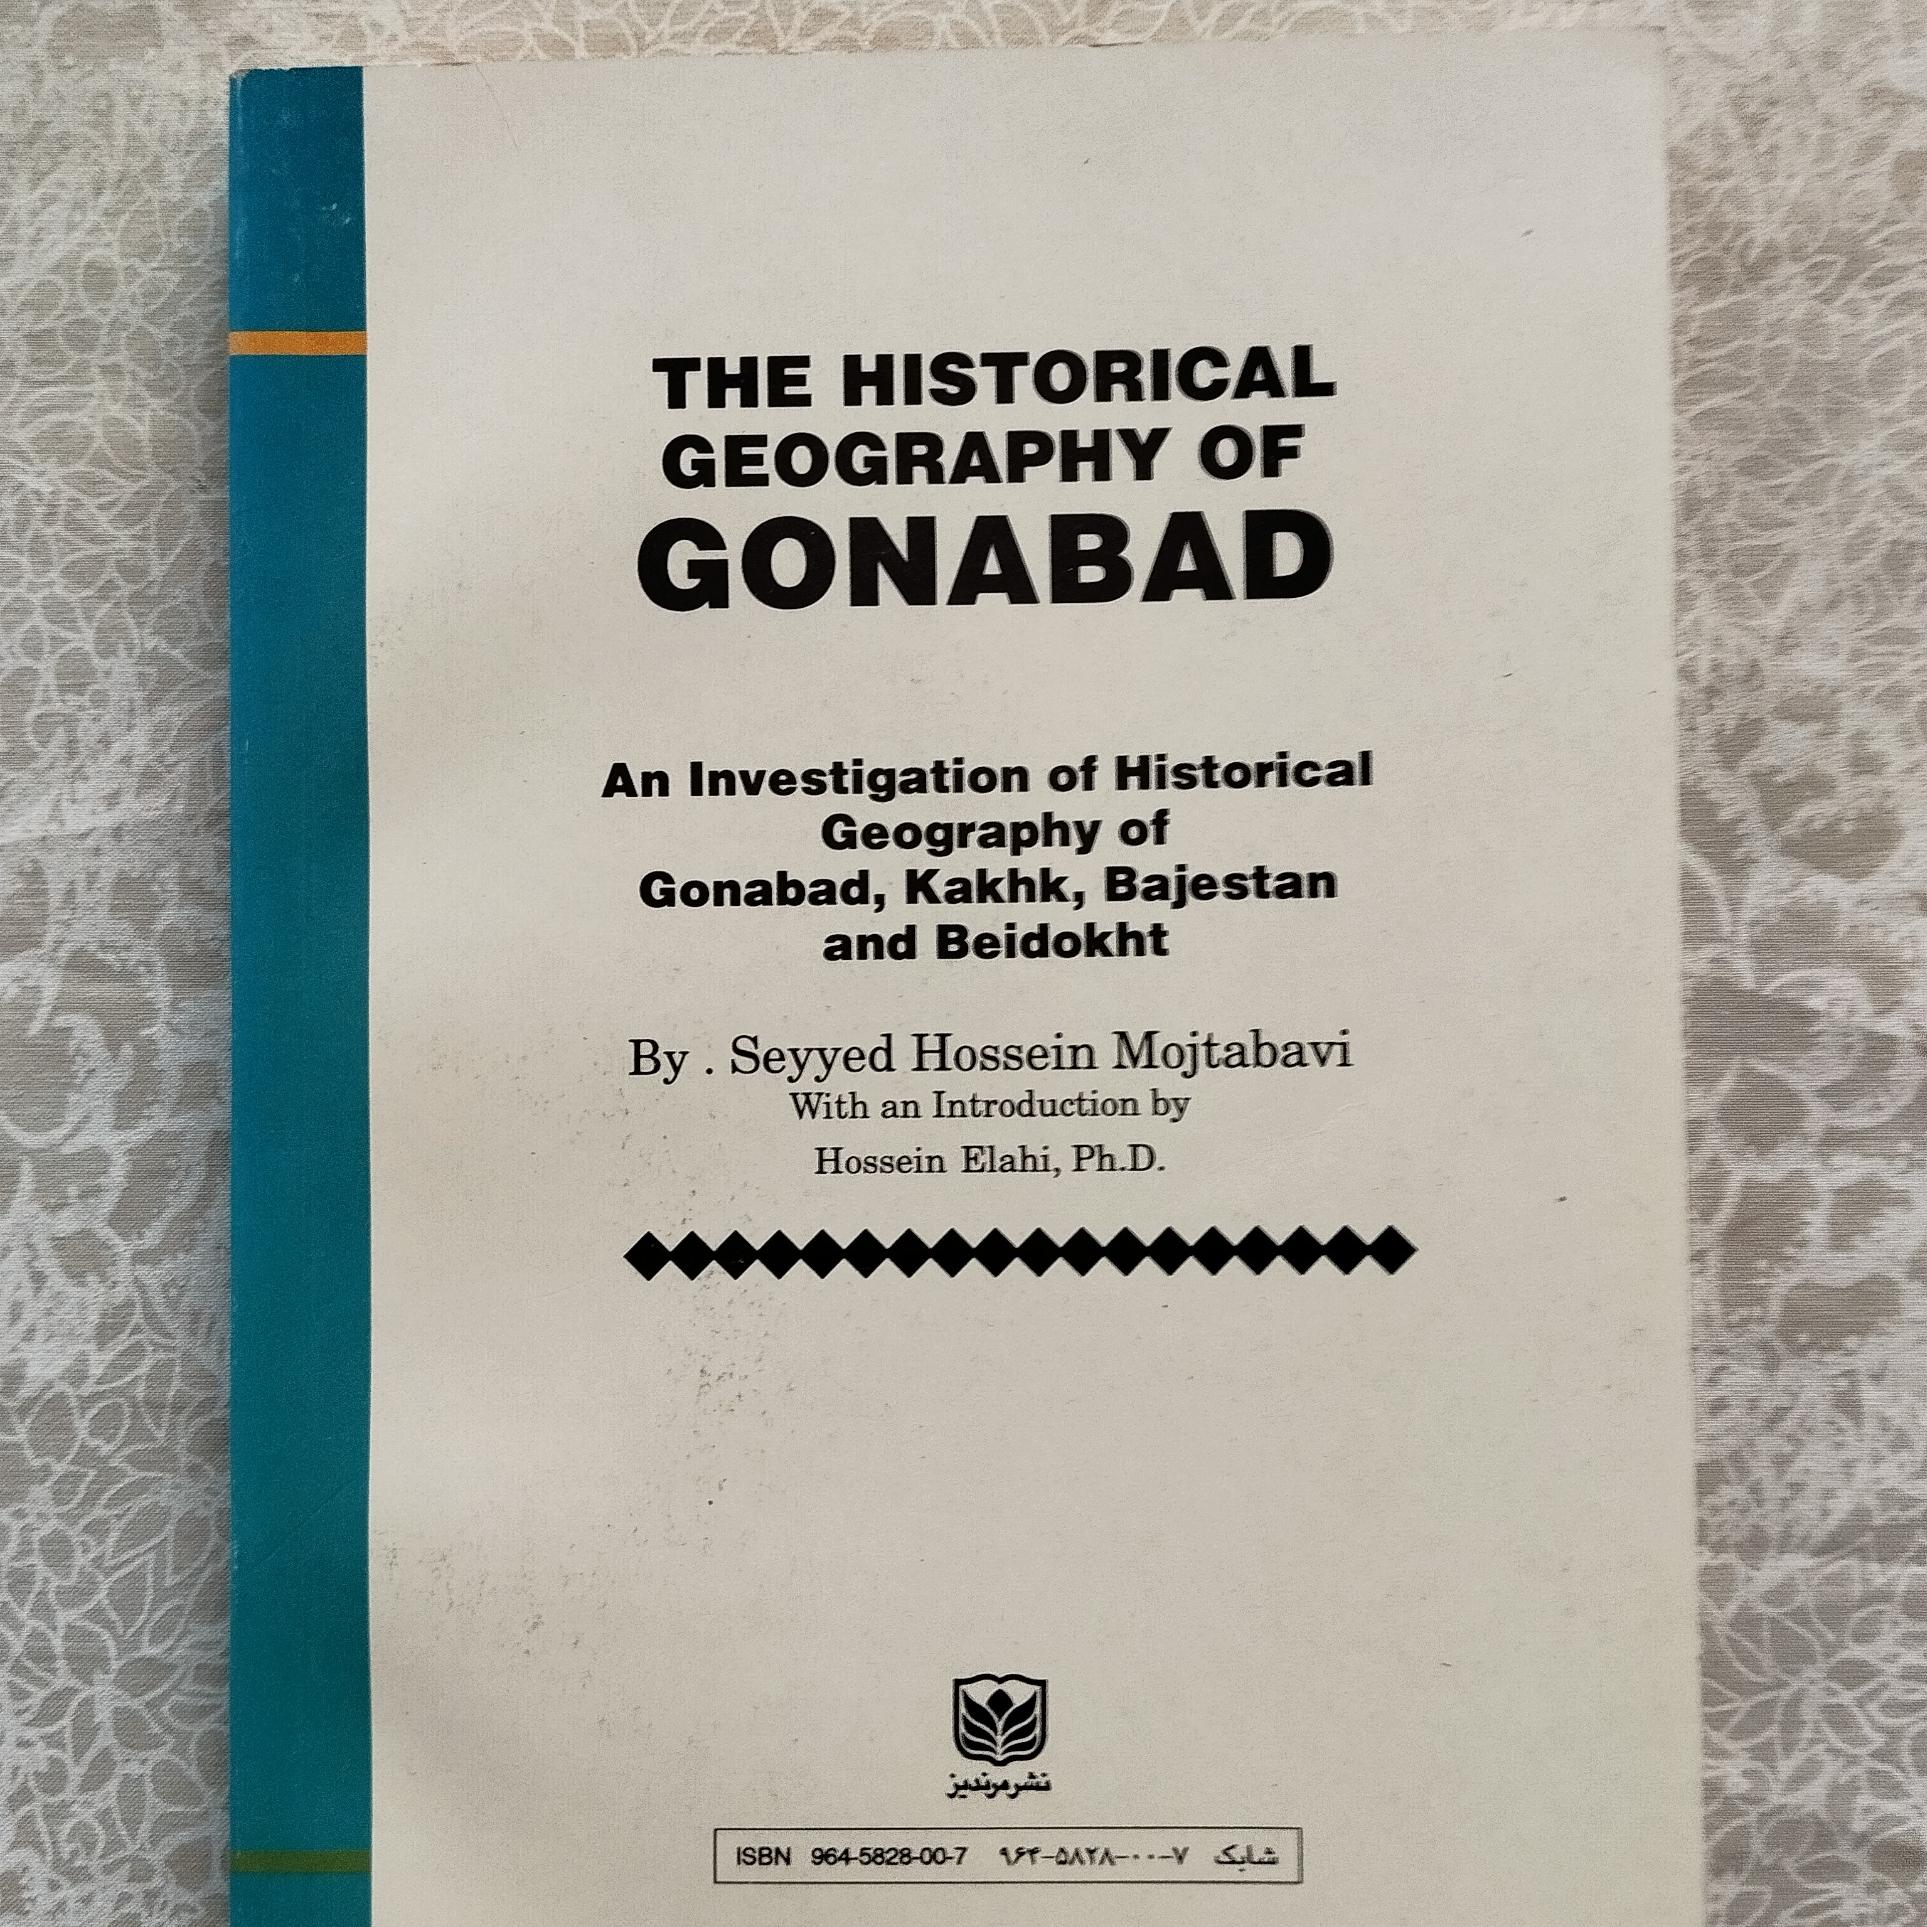 THE HISTORICAL
GEOGRAPHY OF
GONABAD
An Investigation of Historical
Geography of
Gonabad, Kakhk, Bajestan
and Beidokht
By . Seyyed Hossein Mojtabavi
With an Introduction by
Hossein Elahi, Ph.D.
نشر مرندیز
ISBN 964-5828-00-7 شابک ۹۶۴-۵۸۲۸-۰۰-۷